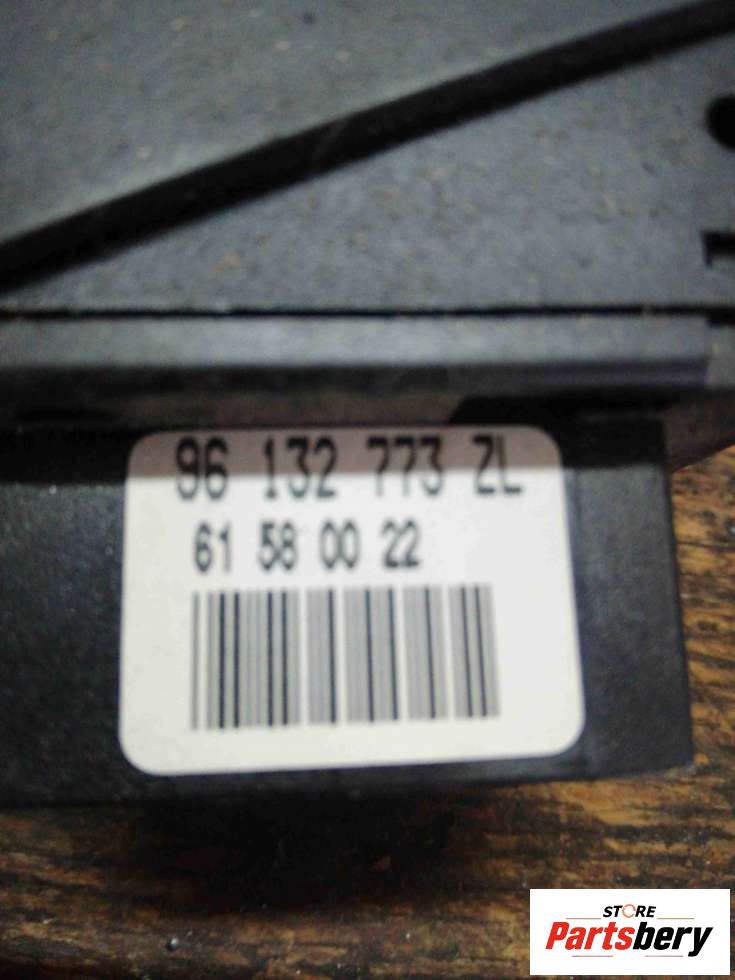 96 132 773 ZL
61 58 00 22
STORE
Partsbery